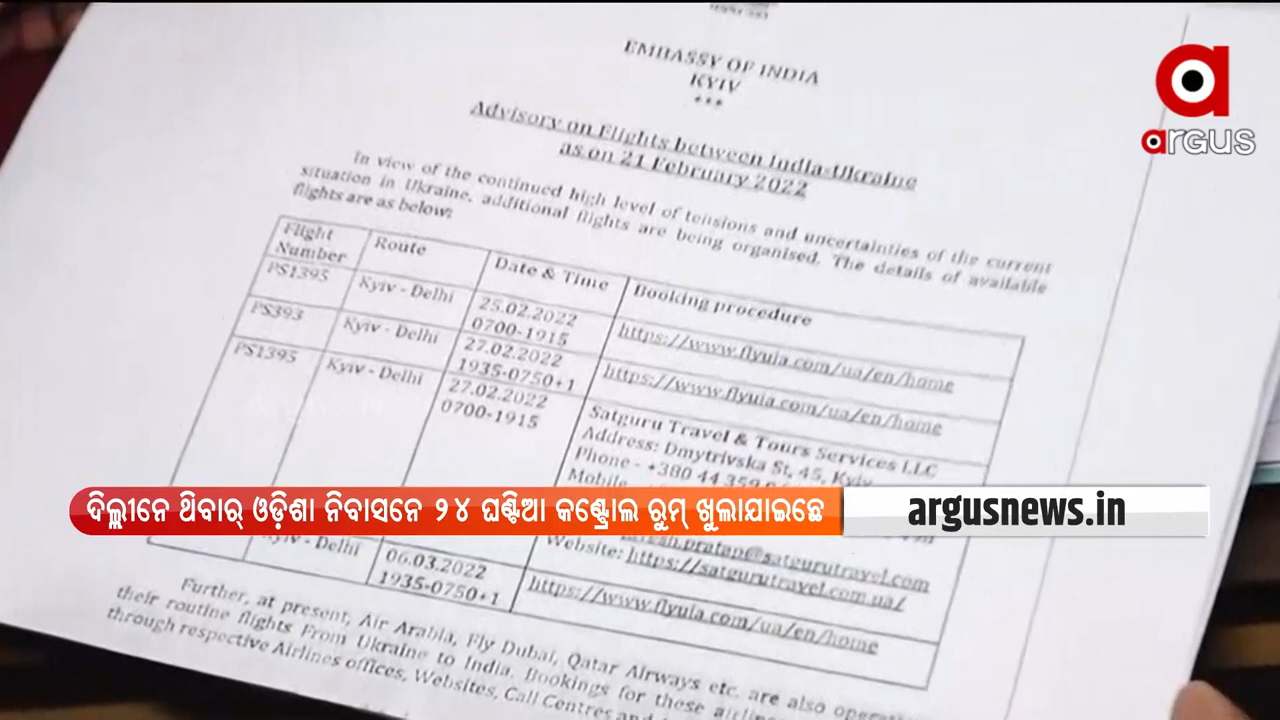 EMBASSY OF INDIA
KYIV
***
Advisory on Flights between India-Ukraine
as on 21 February 2022
In view of the continued high level of tensions and uncertainties of the current
situation in Ukraine, additional flights are being organised. The details of available
flights are as below:
Flight Number Route Date & Time Booking procedure
PS1395 Kyiv - Delhi 25.02.2022 0700-1915 https://www.flyuia.com/ua/en/home
PS393 Kyiv - Delhi 27.02.2022 1935-0750+1 https://www.flyuia.com/ua/en/home
PS1395 Kyiv - Delhi 27.02.2022 0700-1915 Satguru Travel & Tours Services LLC
Address: Dmytrivska St, 45, Kyiv
Phone - +380 44 359
Mobile
pratap@satgurutravel.com
Website: https://satgurutravel.com.ua/
Kyiv - Delhi 06.03.2022 1935-0750+1 https://www.flyuia.com/ua/en/home
Further, at present, Air Arabia, Fly Dubai, Qatar Airways etc. are also
their routine flights From Ukraine to India. Bookings for these
through respective Airlines offices, Websites, Call Centres and
argus
ଦିଲ୍ଲୀନେ ଥିବାର୍ ଓଡ଼ିଶା ନିବାସନେ ୨୪ ଘଣ୍ଟିଆ କଣ୍ଟ୍ରୋଲ ରୁମ୍ ଖୁଲାଯାଇଛେ
argusnews.in